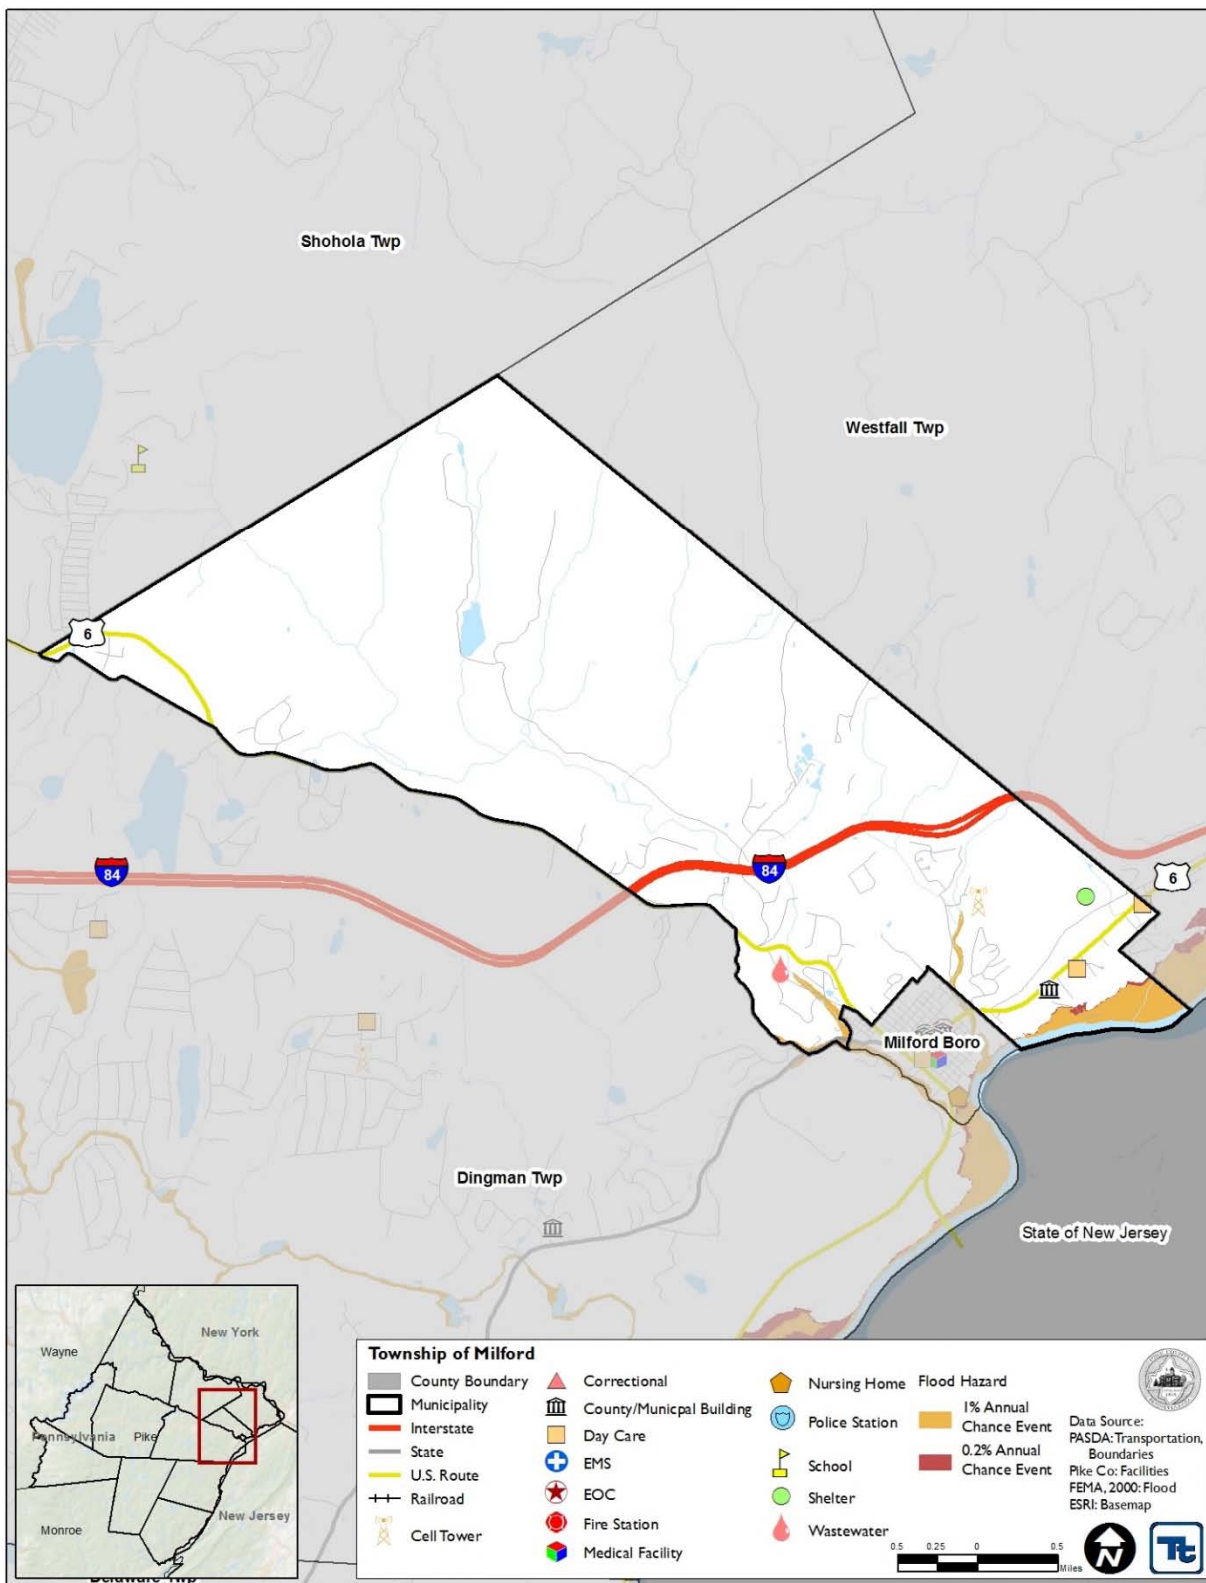 Shohola Twp
Westfall Twp
6
84
84
6
Milford Boro
Dingman Twp
State of New Jersey
New York
Wayne
Pennsylvania
Pike
New Jersey
Monroe
Delaware Twp
Township of Milford
County Boundary
Municipality
Interstate
State
U.S. Route
Railroad
Cell Tower
Correctional
County/Municpal Building
Day Care
EMS
EOC
Fire Station
Medical Facility
Nursing Home
Police Station
School
Shelter
Wastewater
Flood Hazard
1% Annual
Chance Event
0.2% Annual
Chance Event
Data Source:
PASDA: Transportation,
Boundaries
Pike Co: Facilities
FEMA, 2000: Flood
ESRI: Basemap
0.5 0.25 0 0.5
Miles
N
Tt